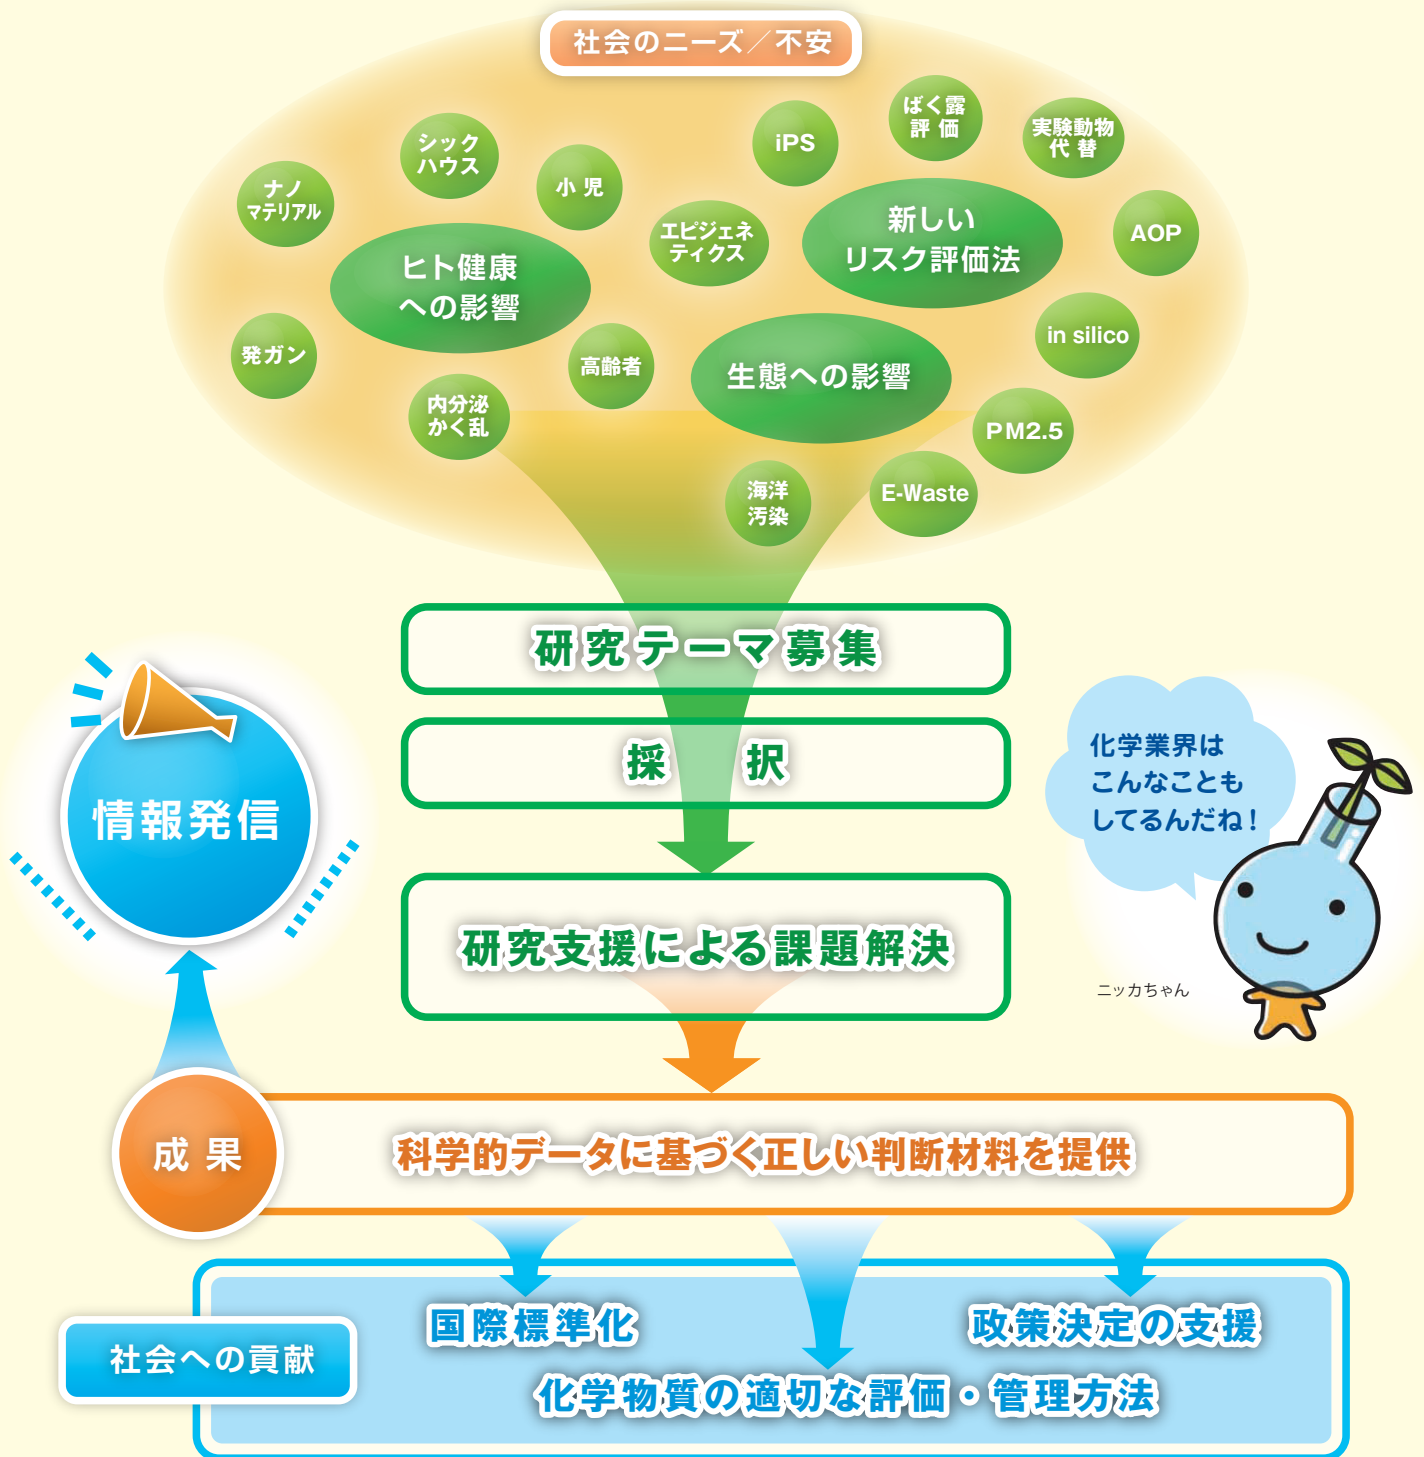 社会のニーズ／不安
ばく露
評 価
シック
ハウス
iPS
実験動物
代 替
小 児
ナノ
マテリアル
エピジェネ
ティクス
新しい
リスク評価法
AOP
ヒト健康
への影響
in silico
発ガン
高齢者
生態への影響
内分泌
かく乱
PM2.5
海洋
汚染
E-Waste
研究テーマ募集
採 択
情報発信
化学業界は
こんなことも
してるんだね！
研究支援による課題解決
ニッカちゃん
成 果
科学的データに基づく正しい判断材料を提供
国際標準化
政策決定の支援
社会への貢献
化学物質の適切な評価・管理方法